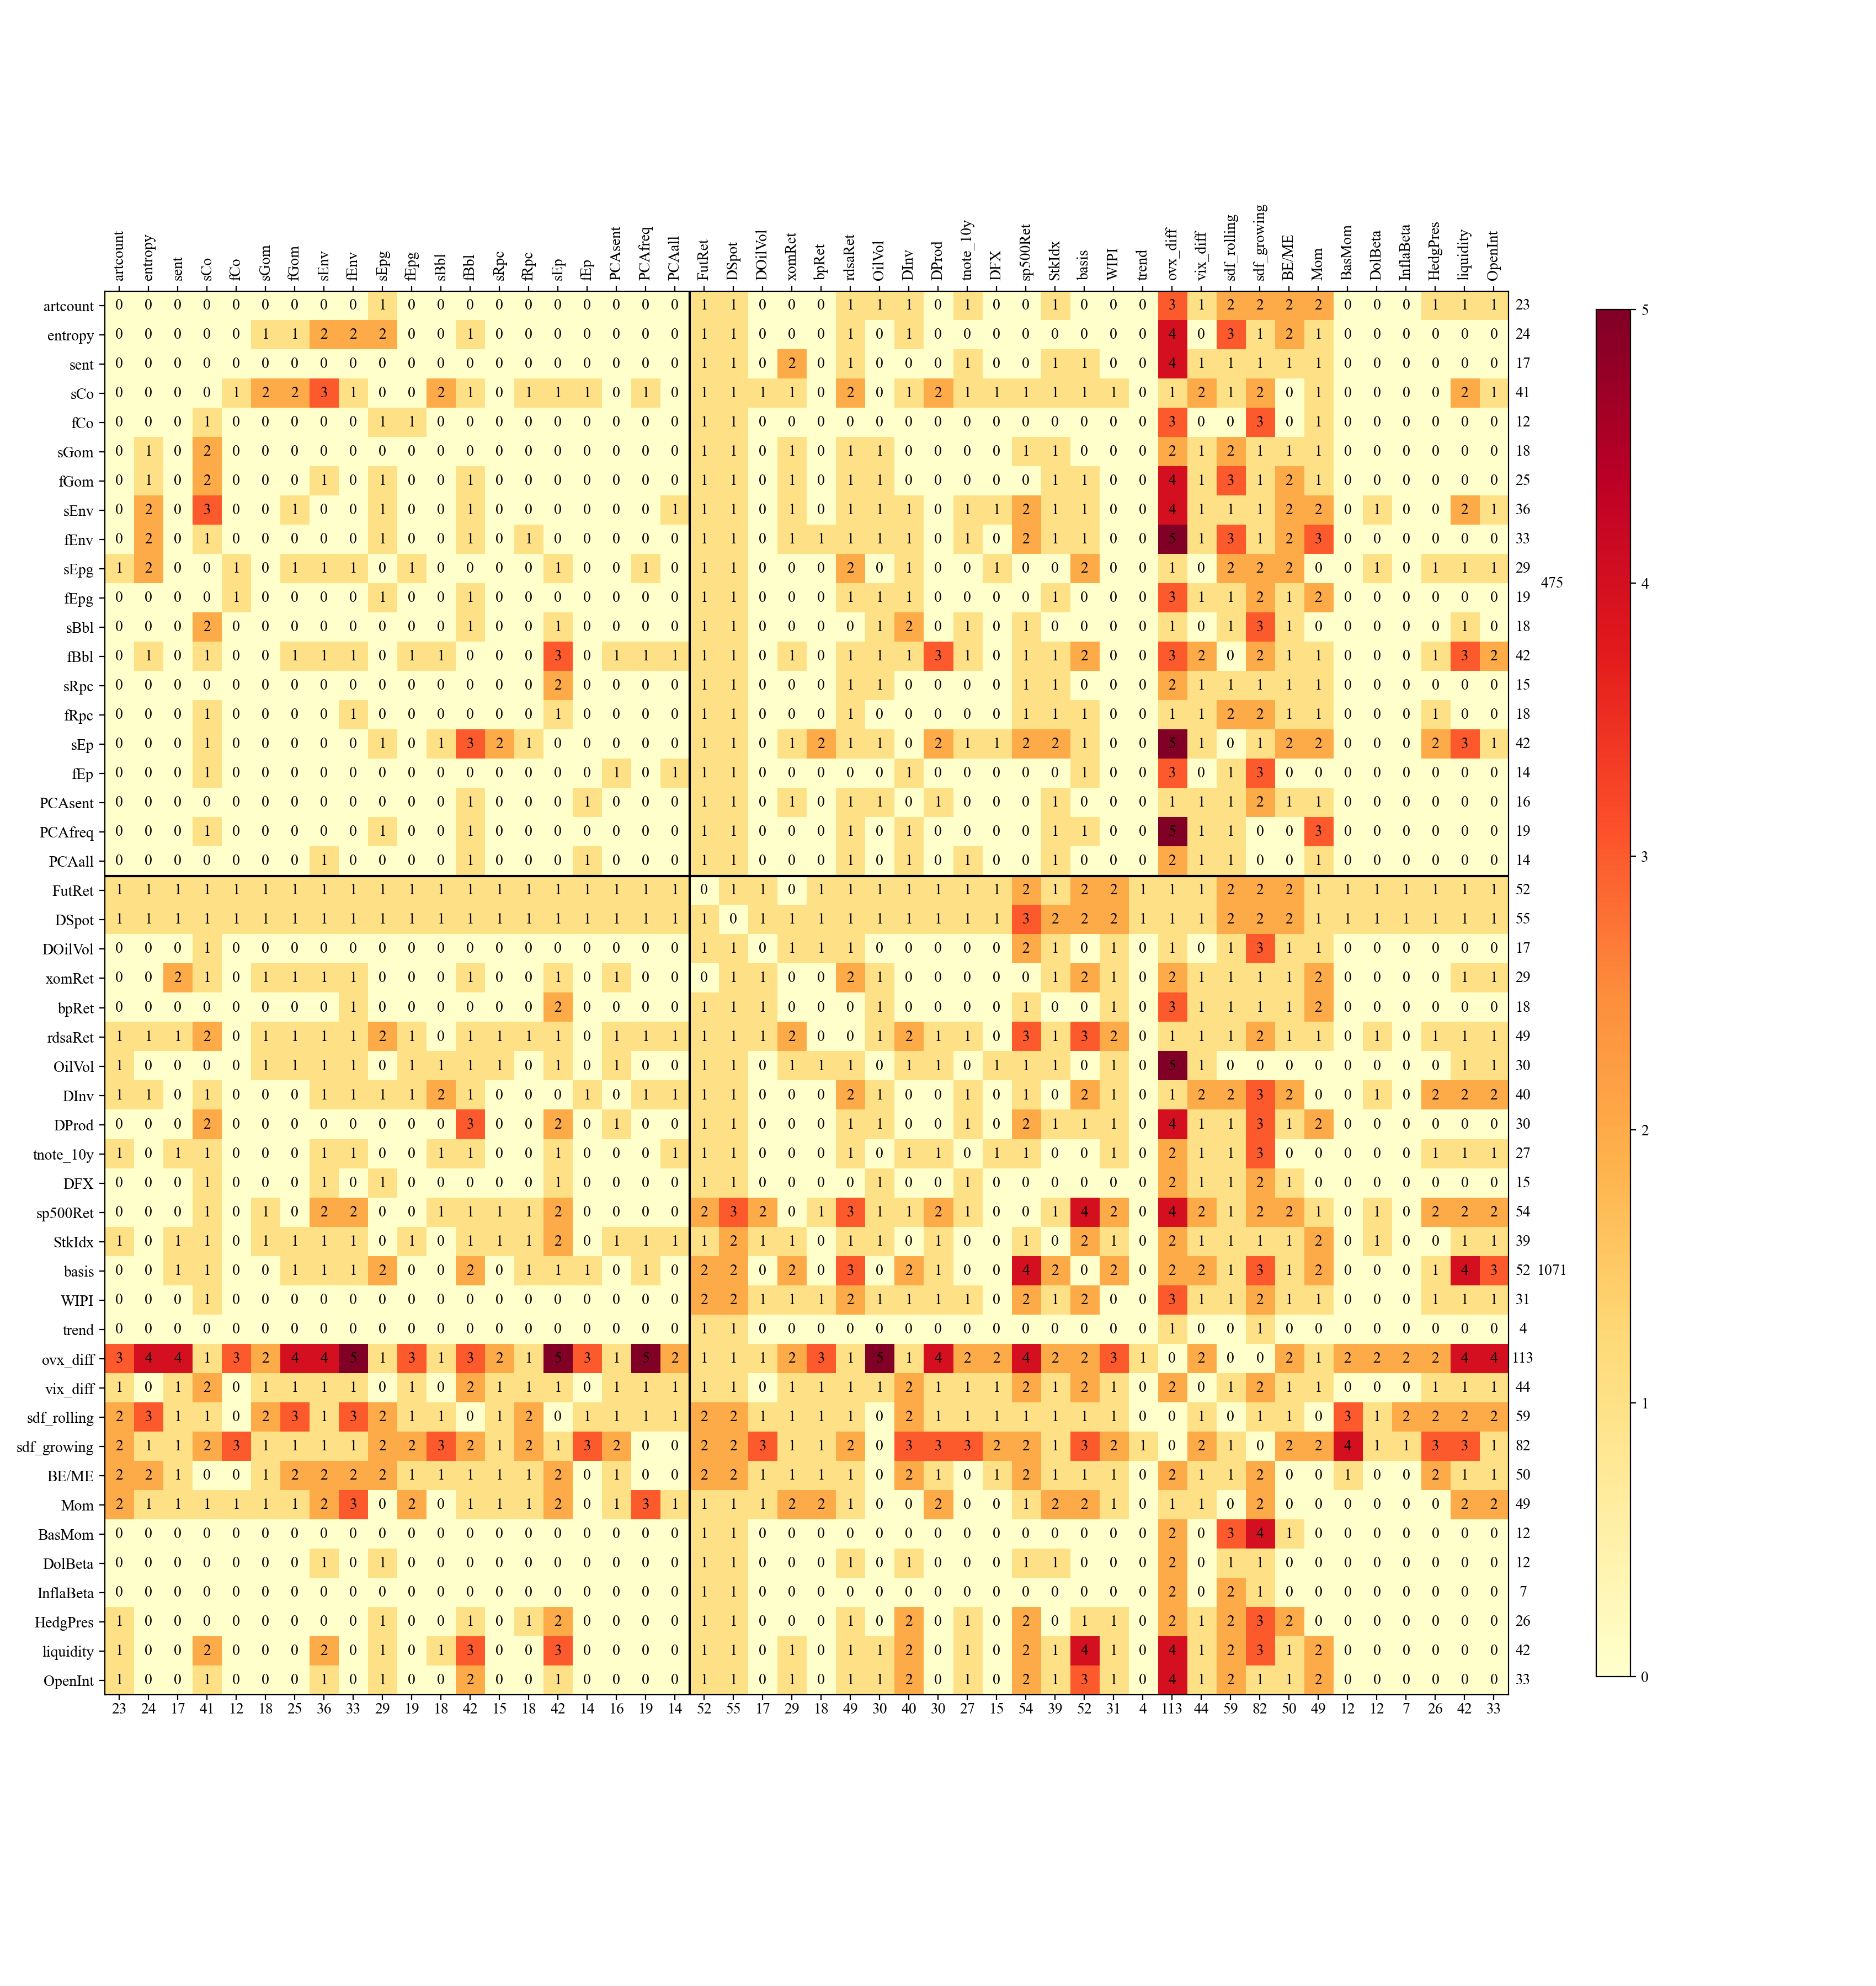 artcount entropy sent sCo fCo sGom fGom sEnv fEnv sEpg fEpg sBbl fBbl sRpc fRpc sEp fEp PCAsent PCAfreq PCAall FutRet DSpot DOilVol xomRet bpRet rdsaRet OilVol DInv DProd tnote_10y DFX sp500Ret StkIdx basis WIPI trend ovx_diff vix_diff sdf_rolling sdf_growing BE/ME Mom BasMom DolBeta InflaBeta HedgPres liquidity OpenInt
artcount 0 0 0 0 0 0 0 0 0 1 0 0 0 0 0 0 0 0 0 0 1 1 0 0 0 1 1 1 0 1 0 0 1 0 0 0 3 1 2 2 2 2 0 0 0 1 1 1 23
entropy 0 0 0 0 0 1 1 2 2 2 0 0 1 0 0 0 0 0 0 0 1 1 0 0 0 1 0 1 0 0 0 0 0 0 0 0 4 0 3 1 2 1 0 0 0 0 0 0 24
sent 0 0 0 0 0 0 0 0 0 0 0 0 0 0 0 0 0 0 0 0 1 1 0 2 0 1 0 0 0 1 0 0 1 1 0 0 4 1 1 1 1 1 0 0 0 0 0 0 17
sCo 0 0 0 0 1 2 2 3 1 0 0 2 1 0 1 1 1 0 1 0 1 1 1 1 0 2 0 1 2 1 1 1 1 1 1 0 1 2 1 2 0 1 0 0 0 0 2 1 41
fCo 0 0 0 1 0 0 0 0 0 1 1 0 0 0 0 0 0 0 0 0 1 1 0 0 0 0 0 0 0 0 0 0 0 0 0 0 3 0 0 3 0 1 0 0 0 0 0 0 12
sGom 0 1 0 2 0 0 0 0 0 0 0 0 0 0 0 0 0 0 0 0 1 1 0 1 0 1 1 0 0 0 0 1 1 0 0 0 2 1 2 1 1 1 0 0 0 0 0 0 18
fGom 0 1 0 2 0 0 0 1 0 1 0 0 1 0 0 0 0 0 0 0 1 1 0 1 0 1 1 0 0 0 0 0 1 1 0 0 4 1 3 1 2 1 0 0 0 0 0 0 25
sEnv 0 2 0 3 0 0 1 0 0 1 0 0 1 0 0 0 0 0 0 1 1 1 0 1 0 1 1 1 0 1 1 2 1 1 0 0 4 1 1 1 2 2 0 1 0 0 2 1 36
fEnv 0 2 0 1 0 0 0 0 0 1 0 0 1 0 1 0 0 0 0 0 1 1 0 1 1 1 1 1 0 1 0 2 1 1 0 0 5 1 3 1 2 3 0 0 0 0 0 0 33
sEpg 1 2 0 0 1 0 1 1 1 0 1 0 0 0 0 1 0 0 1 0 1 1 0 0 0 2 0 1 0 0 1 0 0 2 0 0 1 0 2 2 2 0 0 1 0 1 1 1 29
475
fEpg 0 0 0 0 1 0 0 0 0 1 0 0 1 0 0 0 0 0 0 0 1 1 0 0 0 1 1 1 0 0 0 0 1 0 0 0 3 1 1 2 1 2 0 0 0 0 0 0 19
sBbl 0 0 0 2 0 0 0 0 0 0 0 0 1 0 0 1 0 0 0 0 1 1 0 0 0 0 1 2 0 1 0 1 0 0 0 0 1 0 1 3 1 0 0 0 0 0 1 0 18
fBbl 0 1 0 1 0 0 1 1 1 0 1 1 0 0 0 3 0 1 1 1 1 1 0 1 0 1 1 1 3 1 0 1 1 2 0 0 3 2 0 2 1 1 0 0 0 1 3 2 42
sRpc 0 0 0 0 0 0 0 0 0 0 0 0 0 0 0 2 0 0 0 0 1 1 0 0 0 1 1 0 0 0 0 1 1 0 0 0 2 1 1 1 1 1 0 0 0 0 0 0 15
fRpc 0 0 0 1 0 0 0 0 1 0 0 0 0 0 0 1 0 0 0 0 1 1 0 0 0 1 0 0 0 0 0 1 1 1 0 0 1 1 2 2 1 1 0 0 0 1 0 0 18
sEp 0 0 0 1 0 0 0 0 0 1 0 1 3 2 1 0 0 0 0 0 1 1 0 1 2 1 1 0 2 1 1 2 2 1 0 0 5 1 0 1 2 2 0 0 0 2 3 1 42
fEp 0 0 0 1 0 0 0 0 0 0 0 0 0 0 0 0 0 1 0 1 1 1 0 0 0 0 0 1 0 0 0 0 0 1 0 0 3 0 1 3 0 0 0 0 0 0 0 0 14
PCAsent 0 0 0 0 0 0 0 0 0 0 0 0 1 0 0 0 1 0 0 0 1 1 0 1 0 1 1 0 1 0 0 0 1 0 0 0 1 1 1 2 1 1 0 0 0 0 0 0 16
PCAfreq 0 0 0 1 0 0 0 0 0 1 0 0 1 0 0 0 0 0 0 0 1 1 0 0 0 1 0 1 0 0 0 0 1 1 0 0 5 1 1 0 0 3 0 0 0 0 0 0 19
PCAall 0 0 0 0 0 0 0 1 0 0 0 0 1 0 0 0 1 0 0 0 1 1 0 0 0 1 0 1 0 1 0 0 1 0 0 0 2 1 1 0 0 1 0 0 0 0 0 0 14
FutRet 1 1 1 1 1 1 1 1 1 1 1 1 1 1 1 1 1 1 1 1 0 1 1 0 1 1 1 1 1 1 1 2 1 2 2 1 1 1 2 2 2 1 1 1 1 1 1 1 52
DSpot 1 1 1 1 1 1 1 1 1 1 1 1 1 1 1 1 1 1 1 1 1 0 1 1 1 1 1 1 1 1 1 3 2 2 2 1 1 1 2 2 2 1 1 1 1 1 1 1 55
DOilVol 0 0 0 1 0 0 0 0 0 0 0 0 0 0 0 0 0 0 0 0 1 1 0 1 1 1 0 0 0 0 0 2 1 0 1 0 1 0 1 3 1 1 0 0 0 0 0 0 17
xomRet 0 0 2 1 0 1 1 1 1 0 0 0 1 0 0 1 0 1 0 0 0 1 1 0 0 2 1 0 0 0 0 0 1 2 1 0 2 1 1 1 1 2 0 0 0 0 1 1 29
bpRet 0 0 0 0 0 0 0 0 1 0 0 0 0 0 0 2 0 0 0 0 1 1 1 0 0 0 1 0 0 0 0 1 0 0 1 0 3 1 1 1 1 2 0 0 0 0 0 0 18
rdsaRet 1 1 1 2 0 1 1 1 1 2 1 0 1 1 1 1 0 1 1 1 1 1 1 2 0 0 1 2 1 1 0 3 1 3 2 0 1 1 1 2 1 1 0 1 0 1 1 1 49
OilVol 1 0 0 0 0 1 1 1 1 0 1 1 1 1 0 1 0 1 0 0 1 1 0 1 1 1 0 1 1 0 1 1 1 0 1 0 5 1 0 0 0 0 0 0 0 0 1 1 30
DInv 1 1 0 1 0 0 0 1 1 1 1 2 1 0 0 0 1 0 1 1 1 1 0 0 0 2 1 0 0 1 0 1 0 2 1 0 1 2 2 3 2 0 0 1 0 2 2 2 40
DProd 0 0 0 2 0 0 0 0 0 0 0 0 3 0 0 2 0 1 0 0 1 1 0 0 0 1 1 0 0 1 0 2 1 1 1 0 4 1 1 3 1 2 0 0 0 0 0 0 30
tnote_10y 1 0 1 1 0 0 0 1 1 0 0 1 1 0 0 1 0 0 0 1 1 1 0 0 0 1 0 1 1 0 1 1 0 0 1 0 2 1 1 3 0 0 0 0 0 1 1 1 27
DFX 0 0 0 1 0 0 0 1 0 1 0 0 0 0 0 1 0 0 0 0 1 1 0 0 0 0 1 0 0 1 0 0 0 0 0 0 2 1 1 2 1 0 0 0 0 0 0 0 15
sp500Ret 0 0 0 1 0 1 0 2 2 0 0 1 1 1 1 2 0 0 0 0 2 3 2 0 1 3 1 1 2 1 0 0 1 4 2 0 4 2 1 2 2 1 0 1 0 2 2 2 54
StkIdx 1 0 1 1 0 1 1 1 1 0 1 0 1 1 1 2 0 1 1 1 1 2 1 1 0 1 1 0 1 0 0 1 0 2 1 0 2 1 1 1 1 2 0 1 0 0 1 1 39
basis 0 0 1 1 0 0 1 1 1 2 0 0 2 0 1 1 1 0 1 0 2 2 0 2 0 3 0 2 1 0 0 4 2 0 2 0 2 2 1 3 1 2 0 0 0 1 4 3 52 1071
WIPI 0 0 0 1 0 0 0 0 0 0 0 0 0 0 0 0 0 0 0 0 2 2 1 1 1 2 1 1 1 1 0 2 1 2 0 0 3 1 1 2 1 1 0 0 0 1 1 1 31
trend 0 0 0 0 0 0 0 0 0 0 0 0 0 0 0 0 0 0 0 0 1 1 0 0 0 0 0 0 0 0 0 0 0 0 0 0 1 0 0 1 0 0 0 0 0 0 0 0 4
ovx_diff 3 4 4 1 3 2 4 4 5 1 3 1 3 2 1 5 3 1 5 2 1 1 1 2 3 1 5 1 4 2 2 4 2 2 3 1 0 2 0 0 2 1 2 2 2 2 4 4 113
vix_diff 1 0 1 2 0 1 1 1 1 0 1 0 2 1 1 1 0 1 1 1 1 1 0 1 1 1 1 2 1 1 1 2 1 2 1 0 2 0 1 2 1 1 0 0 0 1 1 1 44
sdf_rolling 2 3 1 1 0 2 3 1 3 2 1 1 0 1 2 0 1 1 1 1 2 2 1 1 1 1 0 2 1 1 1 1 1 1 1 0 0 1 0 1 1 0 3 1 2 2 2 2 59
sdf_growing 2 1 1 2 3 1 1 1 1 2 2 3 2 1 2 1 3 2 0 0 2 2 3 1 1 2 0 3 3 3 2 2 1 3 2 1 0 2 1 0 2 2 4 1 1 3 3 1 82
BE/ME 2 2 1 0 0 1 2 2 2 2 1 1 1 1 1 2 0 1 0 0 2 2 1 1 1 1 0 2 1 0 1 2 1 1 1 0 2 1 1 2 0 0 1 0 0 2 1 1 50
Mom 2 1 1 1 1 1 1 2 3 0 2 0 1 1 1 2 0 1 3 1 1 1 1 2 2 1 0 0 2 0 0 1 2 2 1 0 1 1 0 2 0 0 0 0 0 0 2 2 49
BasMom 0 0 0 0 0 0 0 0 0 0 0 0 0 0 0 0 0 0 0 0 1 1 0 0 0 0 0 0 0 0 0 0 0 0 0 0 2 0 3 4 1 0 0 0 0 0 0 0 12
DolBeta 0 0 0 0 0 0 0 1 0 1 0 0 0 0 0 0 0 0 0 0 1 1 0 0 0 1 0 1 0 0 0 1 1 0 0 0 2 0 1 1 0 0 0 0 0 0 0 0 12
InflaBeta 0 0 0 0 0 0 0 0 0 0 0 0 0 0 0 0 0 0 0 0 1 1 0 0 0 0 0 0 0 0 0 0 0 0 0 0 2 0 2 1 0 0 0 0 0 0 0 0 7
HedgPres 1 0 0 0 0 0 0 0 0 1 0 0 1 0 1 2 0 0 0 0 1 1 0 0 0 1 0 2 0 1 0 2 0 1 1 0 2 1 2 3 2 0 0 0 0 0 0 0 26
liquidity 1 0 0 2 0 0 0 2 0 1 0 1 3 0 0 3 0 0 0 0 1 1 0 1 0 1 1 2 0 1 0 2 1 4 1 0 4 1 2 3 1 2 0 0 0 0 0 0 42
OpenInt 1 0 0 1 0 0 0 1 0 1 0 0 2 0 0 1 0 0 0 0 1 1 0 1 0 1 1 2 0 1 0 2 1 3 1 0 4 1 2 1 1 2 0 0 0 0 0 0 33
23 24 17 41 12 18 25 36 33 29 19 18 42 15 18 42 14 16 19 14 52 55 17 29 18 49 30 40 30 27 15 54 39 52 31 4 113 44 59 82 50 49 12 12 7 26 42 33
5
4
3
2
1
0